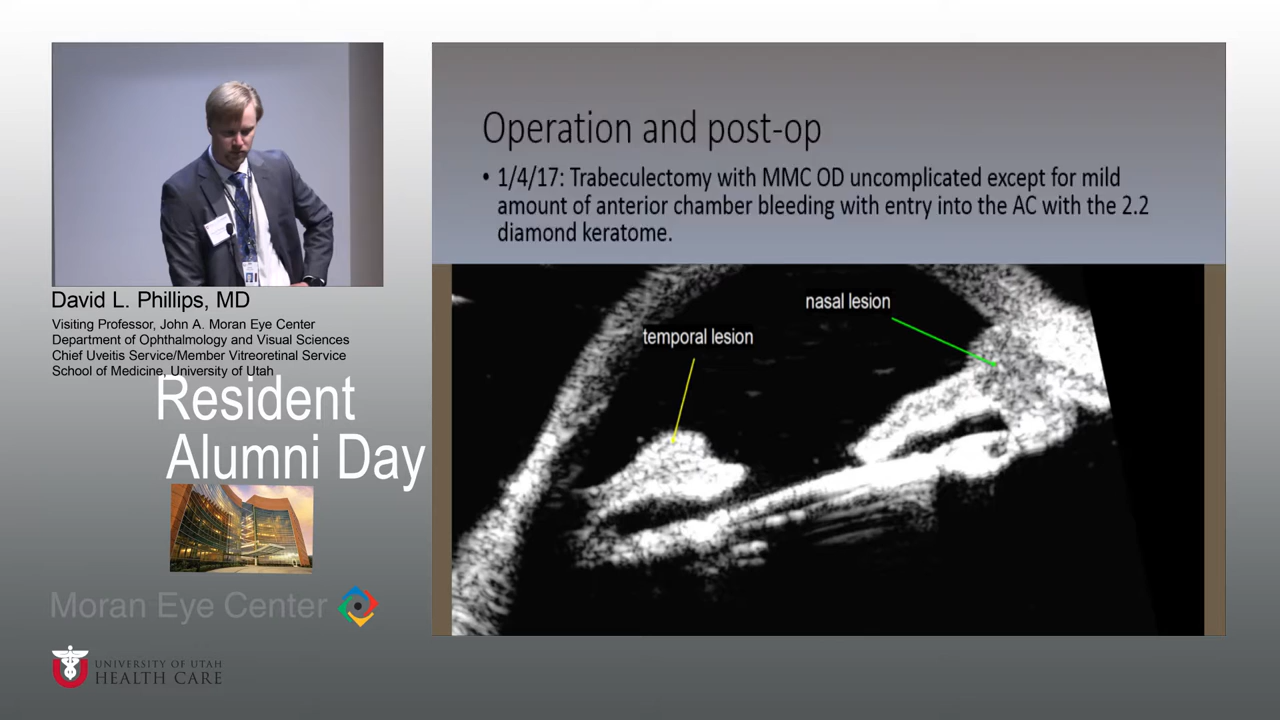 Operation and post-op
• 1/4/17: Trabeculectomy with MMC OD uncomplicated except for mild
amount of anterior chamber bleeding with entry into the AC with the 2.2
diamond keratome.
nasal lesion
temporal lesion
David L. Phillips, MD
Visiting Professor, John A. Moran Eye Center
Department of Ophthalmology and Visual Sciences
Chief Uveitis Service/Member Vitreoretinal Service
School of Medicine, University of Utah
Resident
Alumni Day
Moran Eye Center
UNIVERSITY OF UTAH
HEALTH CARE